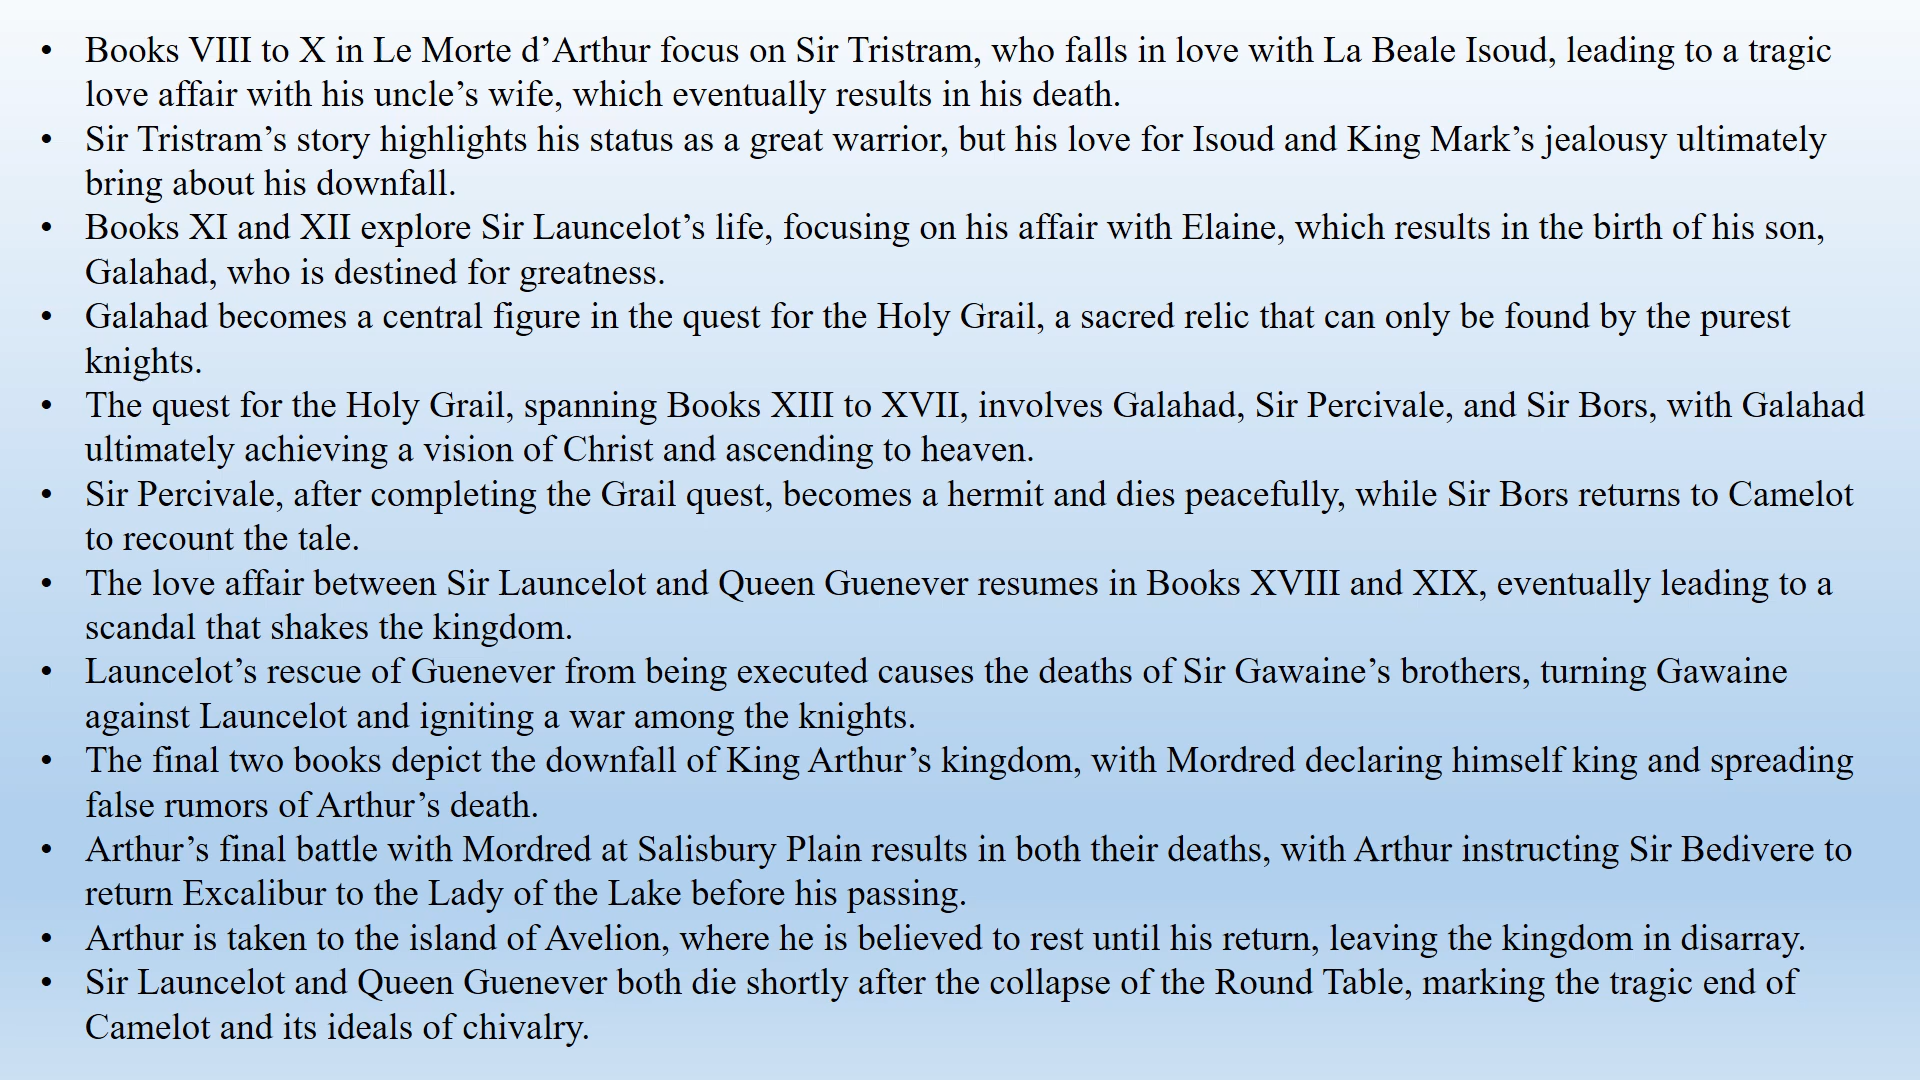 • Books VIII to X in Le Morte d’Arthur focus on Sir Tristram, who falls in love with La Beale Isoud, leading to a tragic
love affair with his uncle’s wife, which eventually results in his death.
• Sir Tristram’s story highlights his status as a great warrior, but his love for Isoud and King Mark’s jealousy ultimately
bring about his downfall.
• Books XI and XII explore Sir Launcelot’s life, focusing on his affair with Elaine, which results in the birth of his son,
Galahad, who is destined for greatness.
• Galahad becomes a central figure in the quest for the Holy Grail, a sacred relic that can only be found by the purest
knights.
• The quest for the Holy Grail, spanning Books XIII to XVII, involves Galahad, Sir Percivale, and Sir Bors, with Galahad
ultimately achieving a vision of Christ and ascending to heaven.
• Sir Percivale, after completing the Grail quest, becomes a hermit and dies peacefully, while Sir Bors returns to Camelot
to recount the tale.
• The love affair between Sir Launcelot and Queen Guenever resumes in Books XVIII and XIX, eventually leading to a
scandal that shakes the kingdom.
• Launcelot’s rescue of Guenever from being executed causes the deaths of Sir Gawaine’s brothers, turning Gawaine
against Launcelot and igniting a war among the knights.
• The final two books depict the downfall of King Arthur’s kingdom, with Mordred declaring himself king and spreading
false rumors of Arthur’s death.
• Arthur’s final battle with Mordred at Salisbury Plain results in both their deaths, with Arthur instructing Sir Bedivere to
return Excalibur to the Lady of the Lake before his passing.
• Arthur is taken to the island of Avelion, where he is believed to rest until his return, leaving the kingdom in disarray.
• Sir Launcelot and Queen Guenever both die shortly after the collapse of the Round Table, marking the tragic end of
Camelot and its ideals of chivalry.